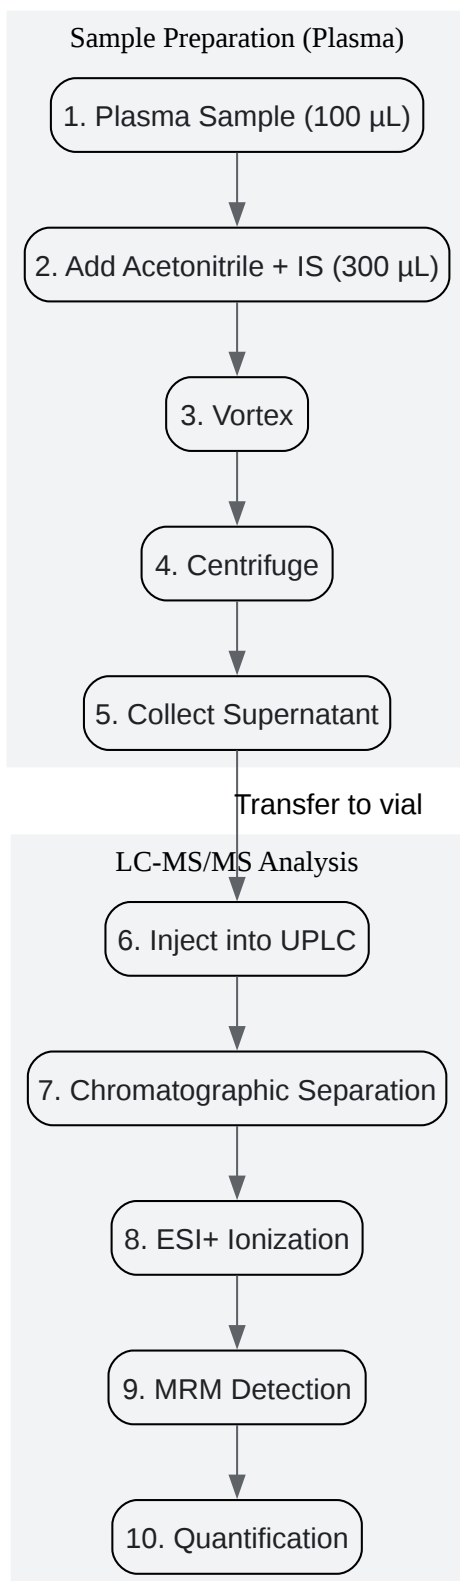 Sample Preparation (Plasma)
1. Plasma Sample (100 µL)
2. Add Acetonitrile + IS (300 µL)
3. Vortex
4. Centrifuge
5. Collect Supernatant
Transfer to vial
LC-MS/MS Analysis
6. Inject into UPLC
7. Chromatographic Separation
8. ESI+ Ionization
9. MRM Detection
10. Quantification